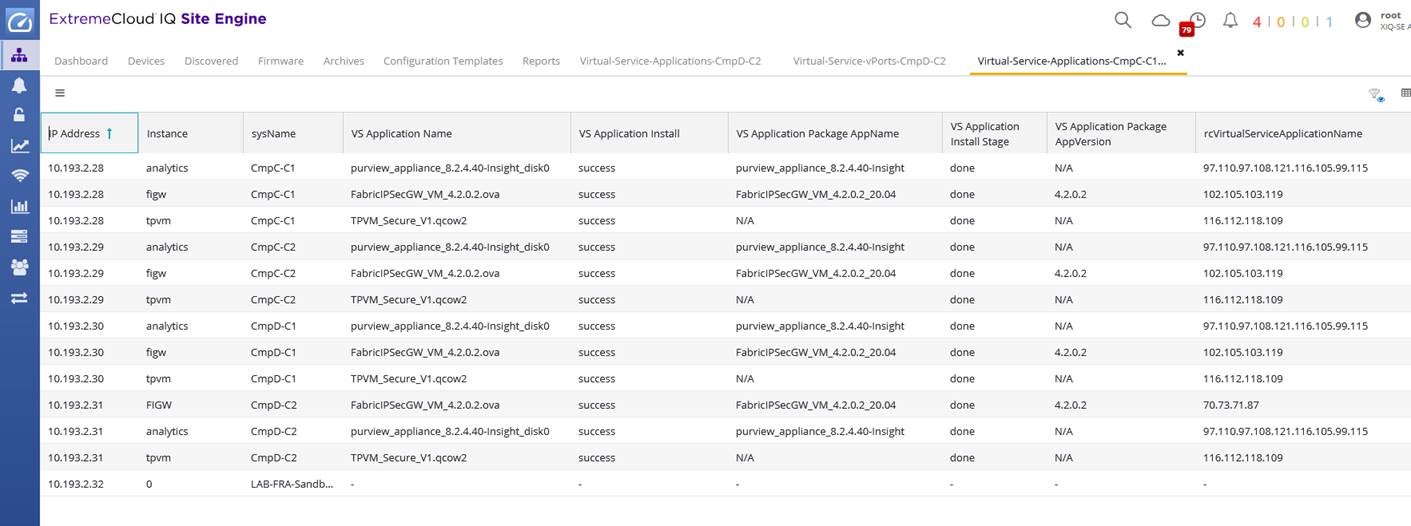 ExtremeCloud IQ Site Engine
79
4 | 0 | 0 | 1
root
XIQ-SE A
Dashboard Devices Discovered Firmware Archives Configuration Templates Reports Virtual-Service-Applications-CmpD-C2 Virtual-Service-vPorts-CmpD-C2 Virtual-Service-Applications-CmpC-C1...
IP Address Instance sysName VS Application Name VS Application Install VS Application Package AppName VS Application Install Stage VS Application Package AppVersion rcVirtualServiceApplicationName
10.193.2.28 analytics CmpC-C1 purview_appliance_8.2.4.40-Insight_disk0 success purview_appliance_8.2.4.40-Insight done N/A 97.110.97.108.121.116.105.99.115
10.193.2.28 figw CmpC-C1 FabricIPSecGW_VM_4.2.0.2.ova success FabricIPSecGW_VM_4.2.0.2_20.04 done 4.2.0.2 102.105.103.119
10.193.2.28 tpvm CmpC-C1 TPVM_Secure_V1.qcow2 success N/A done N/A 116.112.118.109
10.193.2.29 analytics CmpC-C2 purview_appliance_8.2.4.40-Insight_disk0 success purview_appliance_8.2.4.40-Insight done N/A 97.110.97.108.121.116.105.99.115
10.193.2.29 figw CmpC-C2 FabricIPSecGW_VM_4.2.0.2.ova success FabricIPSecGW_VM_4.2.0.2_20.04 done 4.2.0.2 102.105.103.119
10.193.2.29 tpvm CmpC-C2 TPVM_Secure_V1.qcow2 success N/A done N/A 116.112.118.109
10.193.2.30 analytics CmpD-C1 purview_appliance_8.2.4.40-Insight_disk0 success purview_appliance_8.2.4.40-Insight done N/A 97.110.97.108.121.116.105.99.115
10.193.2.30 figw CmpD-C1 FabricIPSecGW_VM_4.2.0.2.ova success FabricIPSecGW_VM_4.2.0.2_20.04 done 4.2.0.2 102.105.103.119
10.193.2.30 tpvm CmpD-C1 TPVM_Secure_V1.qcow2 success N/A done N/A 116.112.118.109
10.193.2.31 FIGW CmpD-C2 FabricIPSecGW_VM_4.2.0.2.ova success FabricIPSecGW_VM_4.2.0.2_20.04 done 4.2.0.2 70.73.71.87
10.193.2.31 analytics CmpD-C2 purview_appliance_8.2.4.40-Insight_disk0 success purview_appliance_8.2.4.40-Insight done N/A 97.110.97.108.121.116.105.99.115
10.193.2.31 tpvm CmpD-C2 TPVM_Secure_V1.qcow2 success N/A done N/A 116.112.118.109
10.193.2.32 0 LAB-FRA-Sandb... - - - - - -